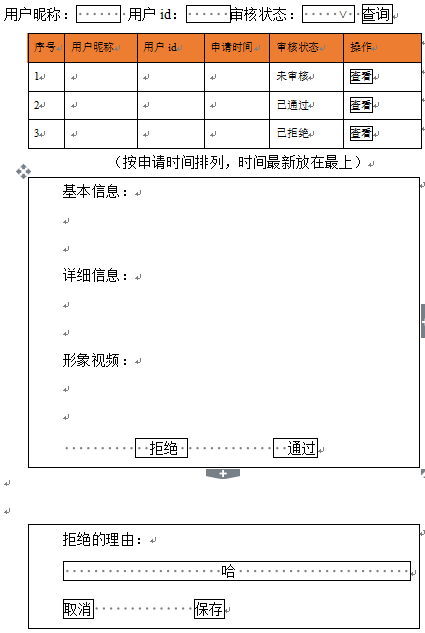 用户昵称： 用户 id： 审核状态： ∨ 查询
序号 用户昵称 用户 id 申请时间 审核状态 操作
1 未审核 查看
2 已通过 查看
3 已拒绝 查看
（按申请时间排列，时间最新放在最上）
基本信息：
详细信息：
形象视频：
拒绝 通过
拒绝的理由：
哈
取消 保存